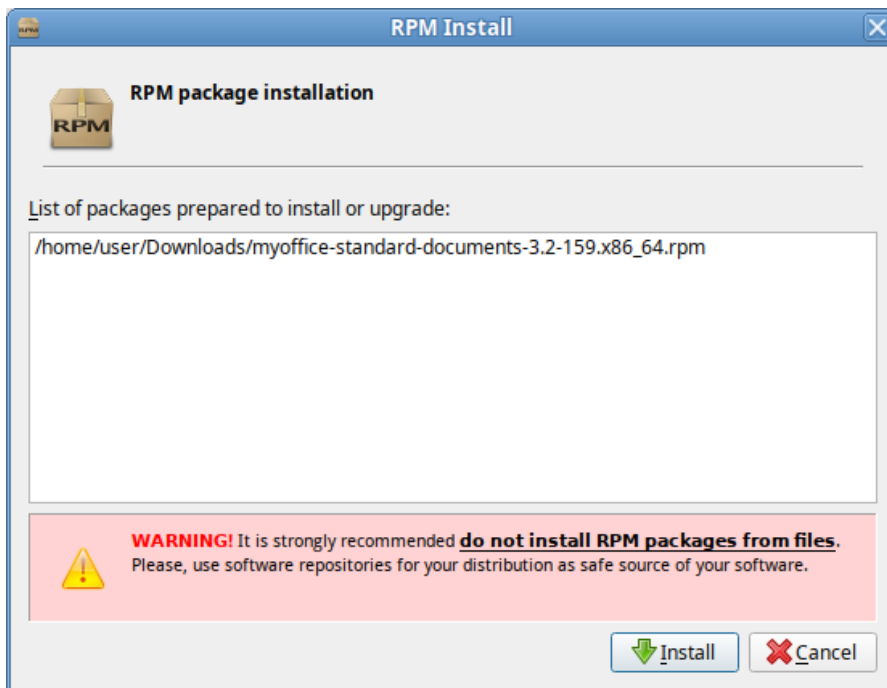 RPM
RPM Install
RPM
RPM package installation
List of packages prepared to install or upgrade:
/home/user/Downloads/myoffice-standard-documents-3.2-159.x86_64.rpm
WARNING! It is strongly recommended do not install RPM packages from files.
Please, use software repositories for your distribution as safe source of your software.
Install
Cancel